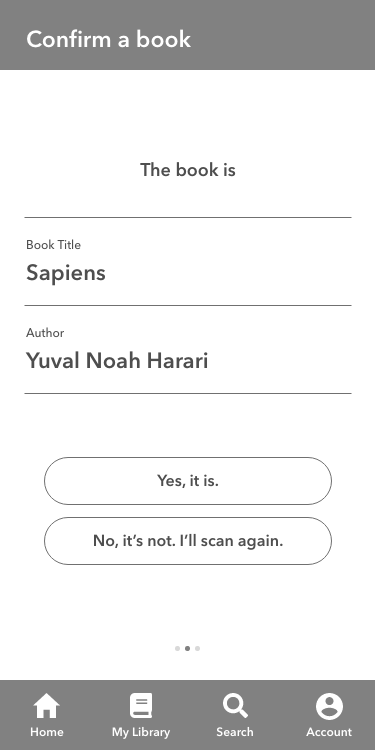 Confirm a book
The book is
Book Title
Sapiens
Author
Yuval Noah Harari
Yes, it is.
No, it’s not. I’ll scan again.
Home
My Library
Search
Account